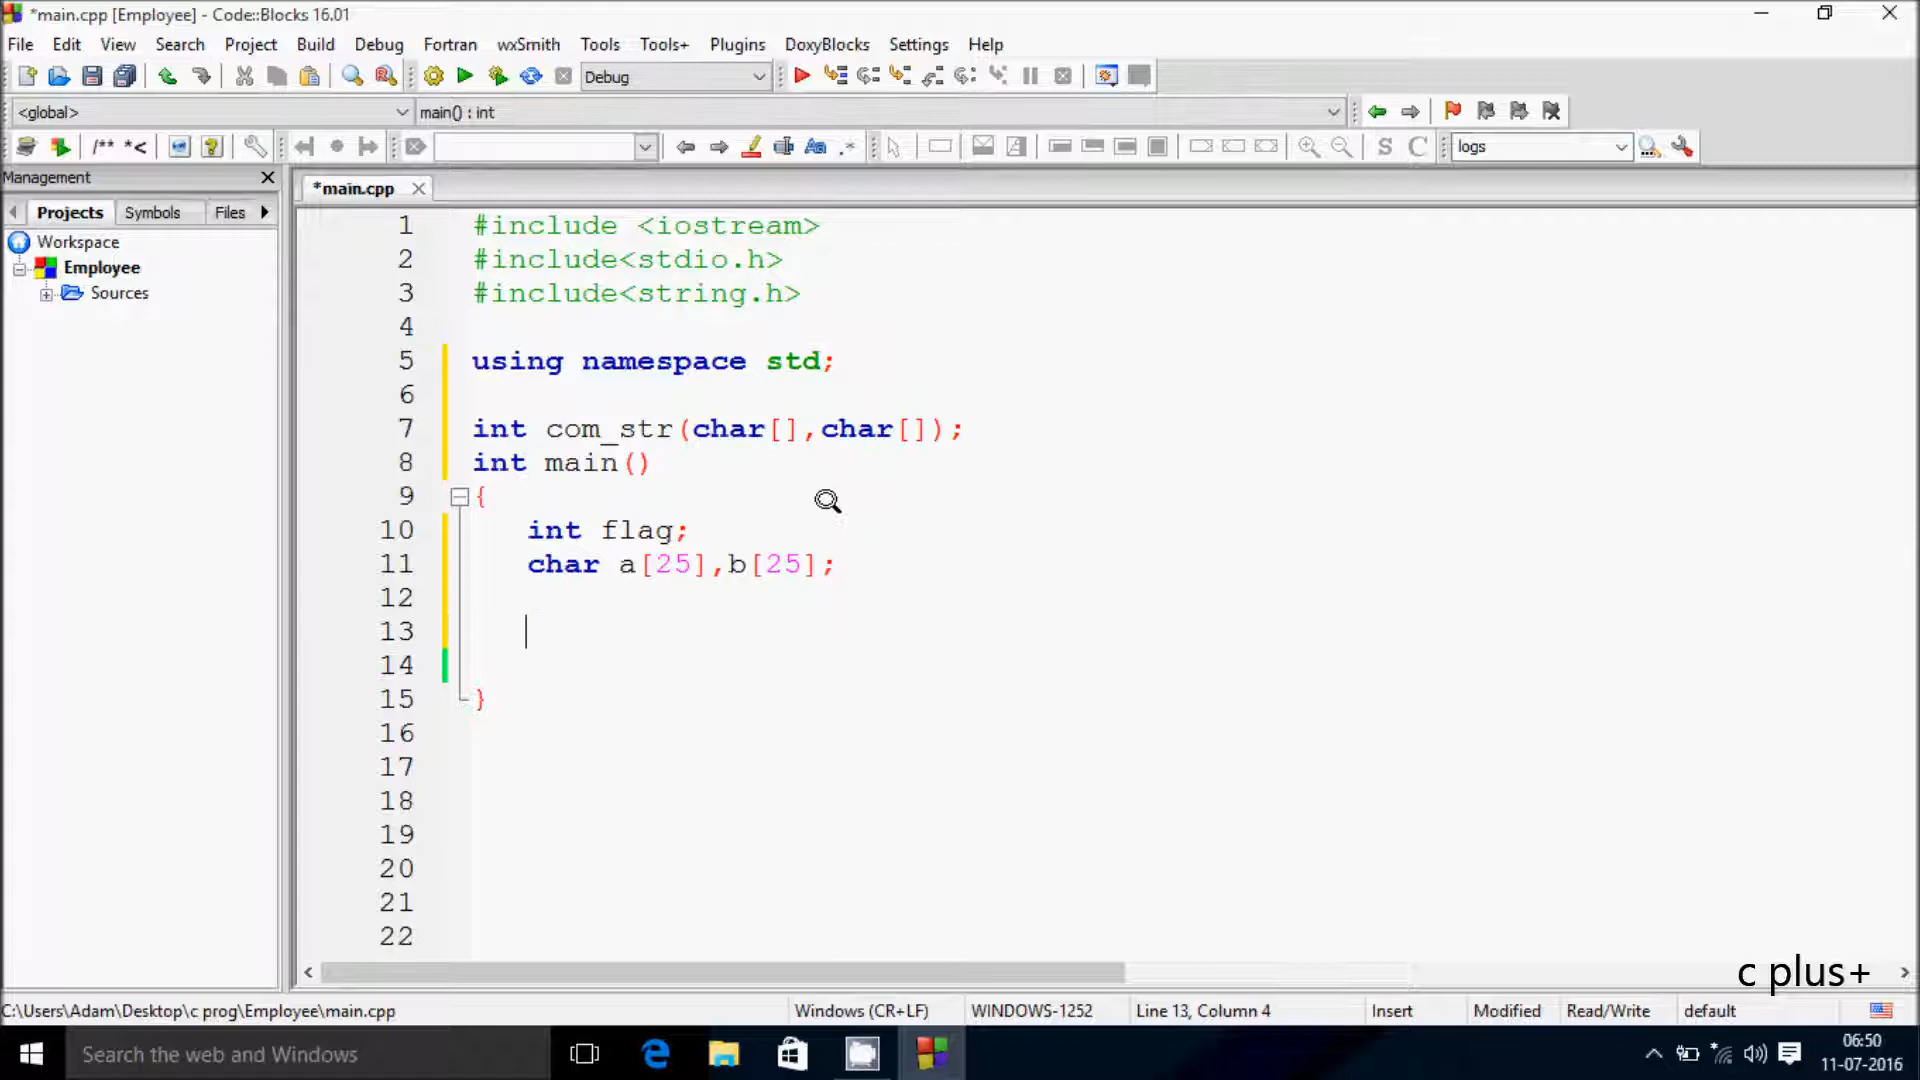 *main.cpp [Employee] - Code::Blocks 16.01
File Edit View Search Project Build Debug Fortran wxSmith Tools Tools+ Plugins DoxyBlocks Settings Help
Debug
<global> main() : int
/** *< Aa .* S C logs
Management
Projects Symbols Files
*main.cpp
Workspace
Employee
Sources
1 #include <iostream>
2 #include<stdio.h>
3 #include<string.h>
4
5 using namespace std;
6
7 int com_str(char[],char[]);
8 int main()
9 {
10 int flag;
11 char a[25],b[25];
12
13
14
15 }
16
17
18
19
20
21
22
c plus+
C:\Users\Adam\Desktop\c prog\Employee\main.cpp Windows (CR+LF) WINDOWS-1252 Line 13, Column 4 Insert Modified Read/Write default
Search the web and Windows
06:50
11-07-2016